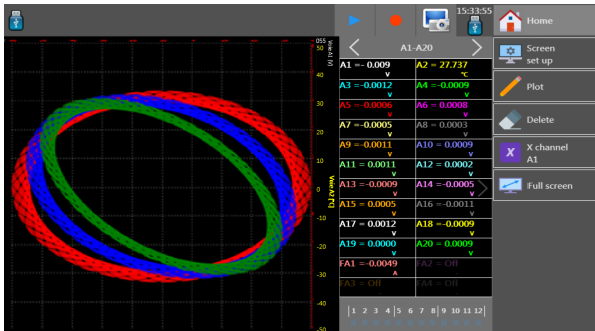 15:33:55
Home
055
Voie A1 [V]
50
40
30
20
10
0
-10
-20
-30
-40
-50
Voie A2 [°C]
A1-A20
A1 =- 0.009
V
A2 = 27.737
°C
A3 =-0.0012
V
A4 =-0.0009
V
A5 =-0.0006
V
A6 = 0.0008
V
A7 =-0.0005
V
A8 = 0.0003
V
A9 =-0.0011
V
A10 = 0.0009
V
A11 = 0.0011
V
A12 = 0.0002
V
A13 =-0.0009
V
A14 =-0.0005
V
A15 = 0.0005
V
A16 =-0.0011
V
A17 = 0.0012
V
A18 =-0.0009
V
A19 = 0.0000
V
A20 = 0.0009
V
FA1 =-0.0049
A
FA2 = Off
FA3 = Off
FA4 = Off
1 2 3 4 5 6 7 8 9 10 11 12
Screen
set up
Plot
Delete
X
X channel
A1
Full screen